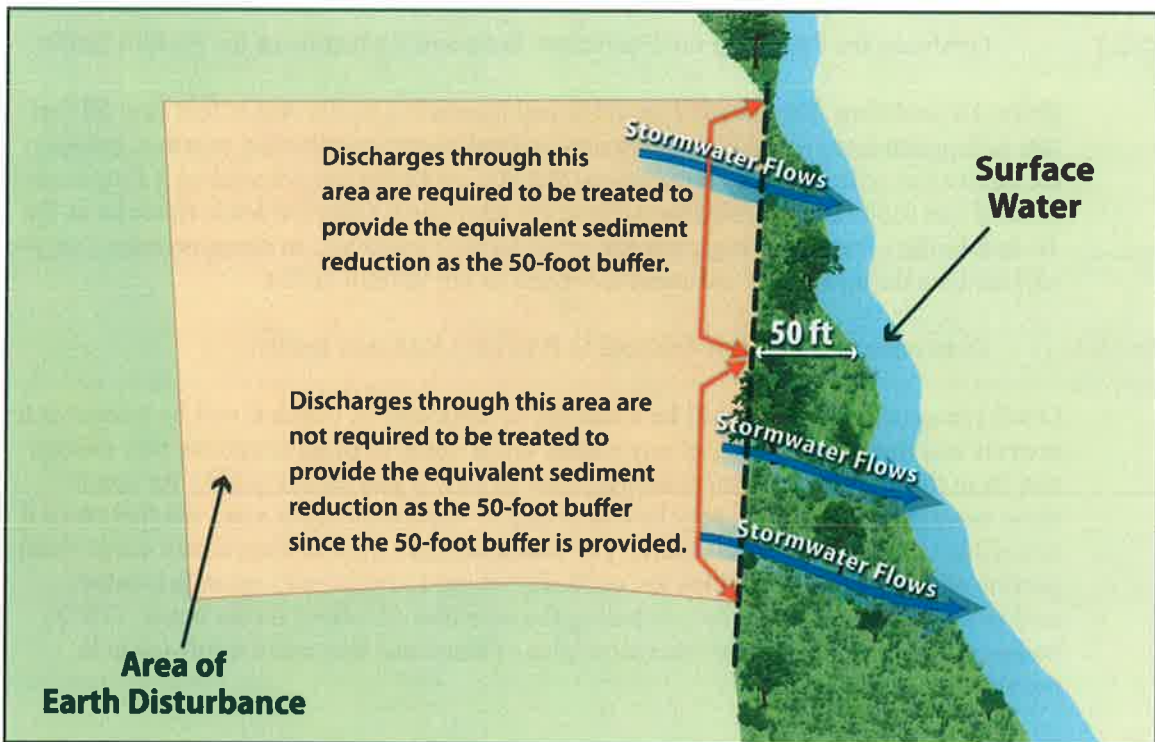 Discharges through this
area are required to be treated to
provide the equivalent sediment
reduction as the 50-foot buffer.
Stormwater Flows
Surface
Water
50 ft
Discharges through this area are
not required to be treated to
provide the equivalent sediment
reduction as the 50-foot buffer
since the 50-foot buffer is provided.
Stormwater Flows
Stormwater Flows
Area of
Earth Disturbance